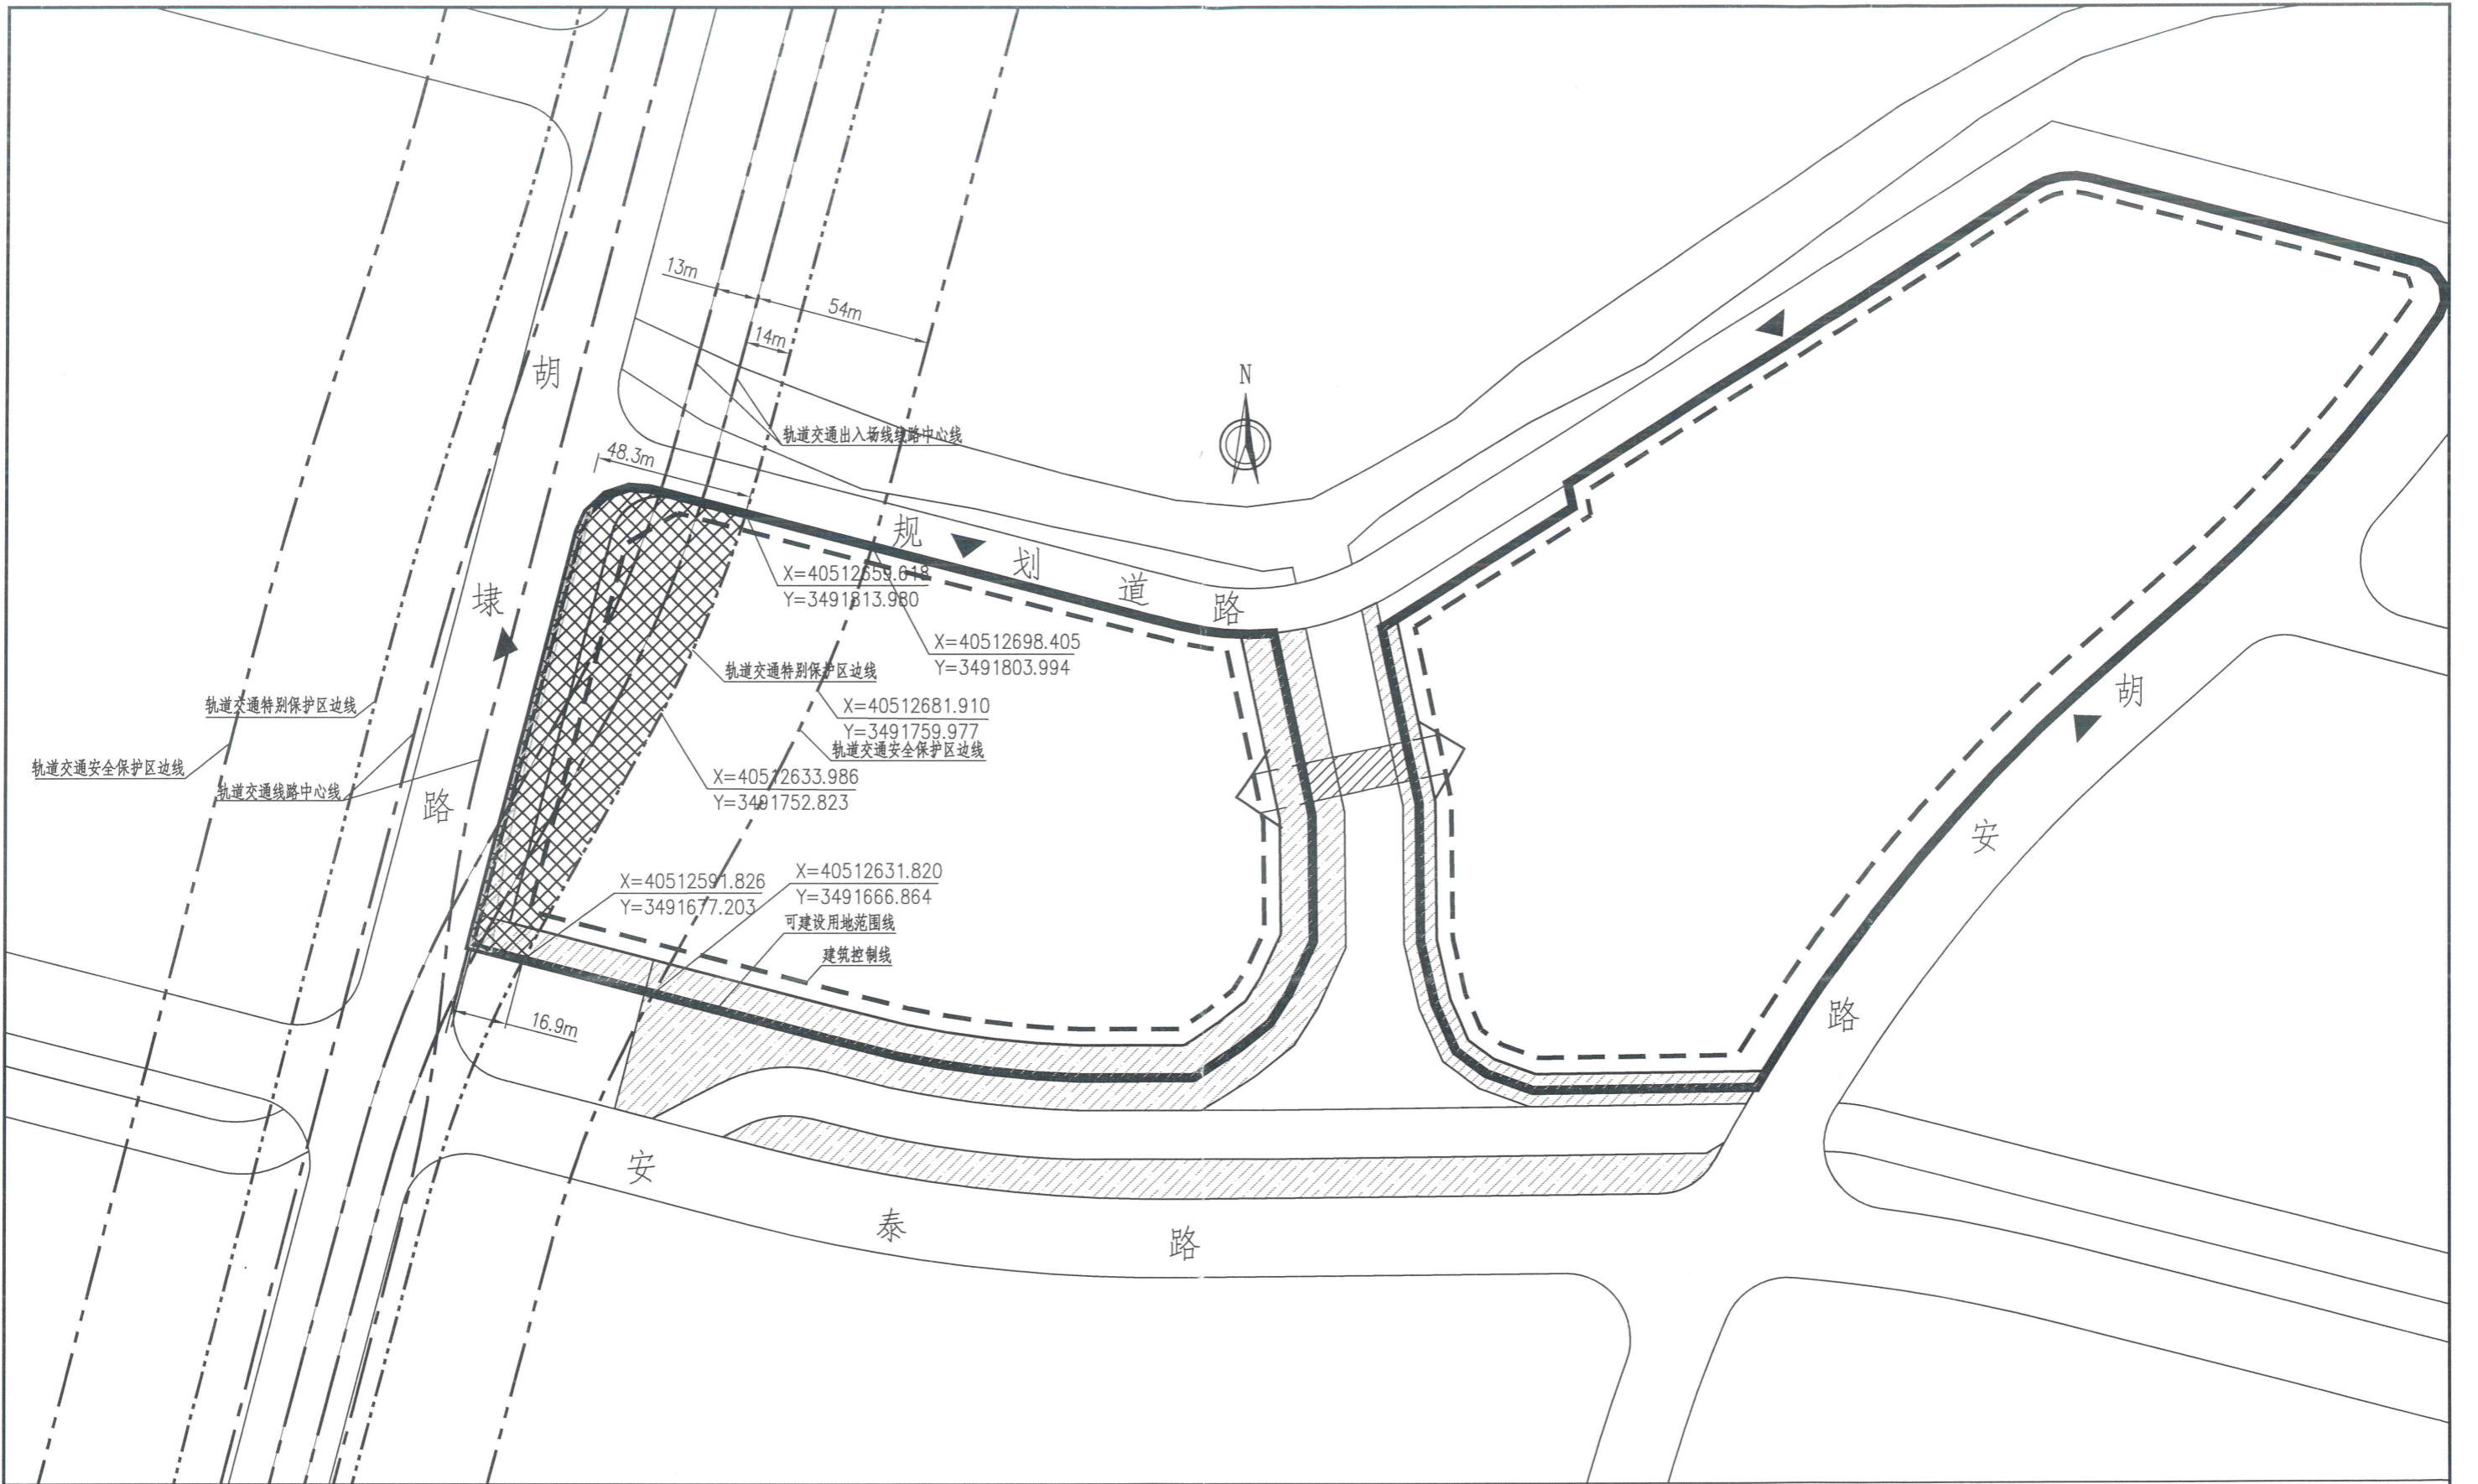 13m
54m
14m
胡埭路
N
轨道交通出入场线线路中心线
48.3m
规划道路
X=40512659.618
Y=3491813.980
X=40512698.405
Y=3491803.994
轨道交通特别保护区边线
X=40512681.910
Y=3491759.977
轨道交通安全保护区边线
轨道交通特别保护区边线
轨道交通安全保护区边线
轨道交通线路中心线
X=40512633.986
Y=3491752.823
胡安路
X=40512591.826
Y=3491677.203
X=40512631.820
Y=3491666.864
可建设用地范围线
建筑控制线
16.9m
安泰路